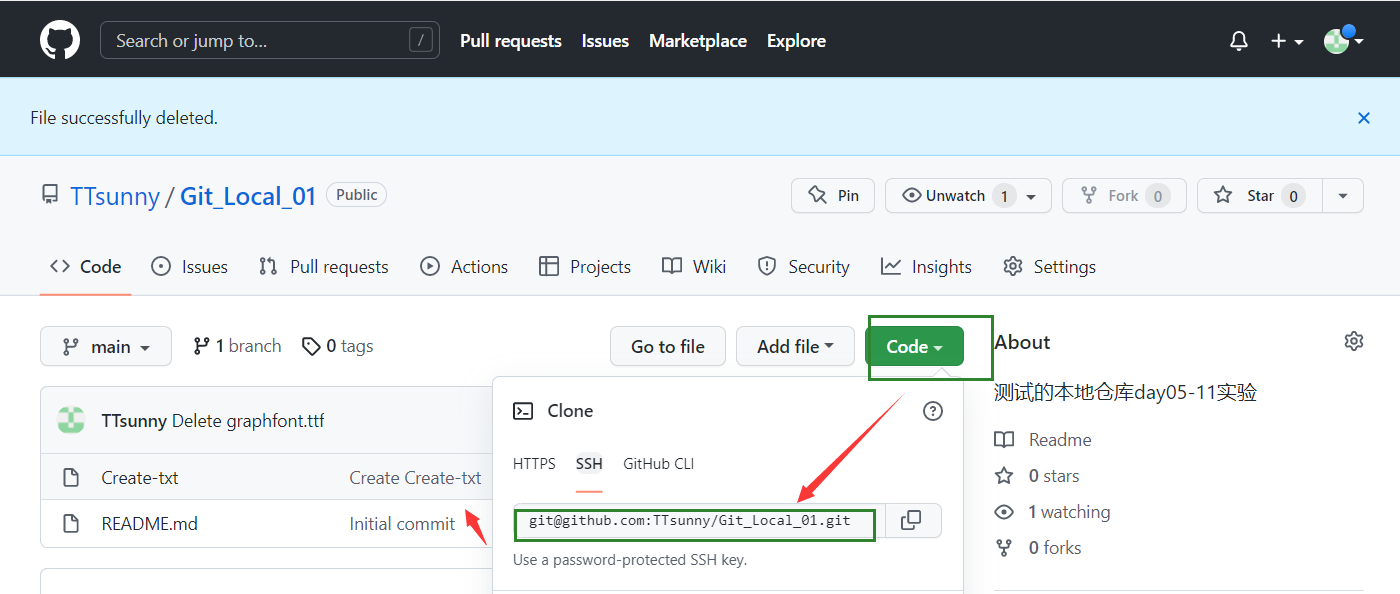 Search or jump to... / Pull requests Issues Marketplace Explore
File successfully deleted.
TTsunny / Git_Local_01 Public Pin Unwatch 1 Fork 0 Star 0
Code Issues Pull requests Actions Projects Wiki Security Insights Settings
main 1 branch 0 tags Go to file Add file Code About
测试的本地仓库day05-11实验
TTsunny Delete graphfont.ttf
Create-txt Create Create-txt
README.md Initial commit
Clone
HTTPS SSH GitHub CLI
git@github.com:TTsunny/Git_Local_01.git
Use a password-protected SSH key.
Readme
0 stars
1 watching
0 forks